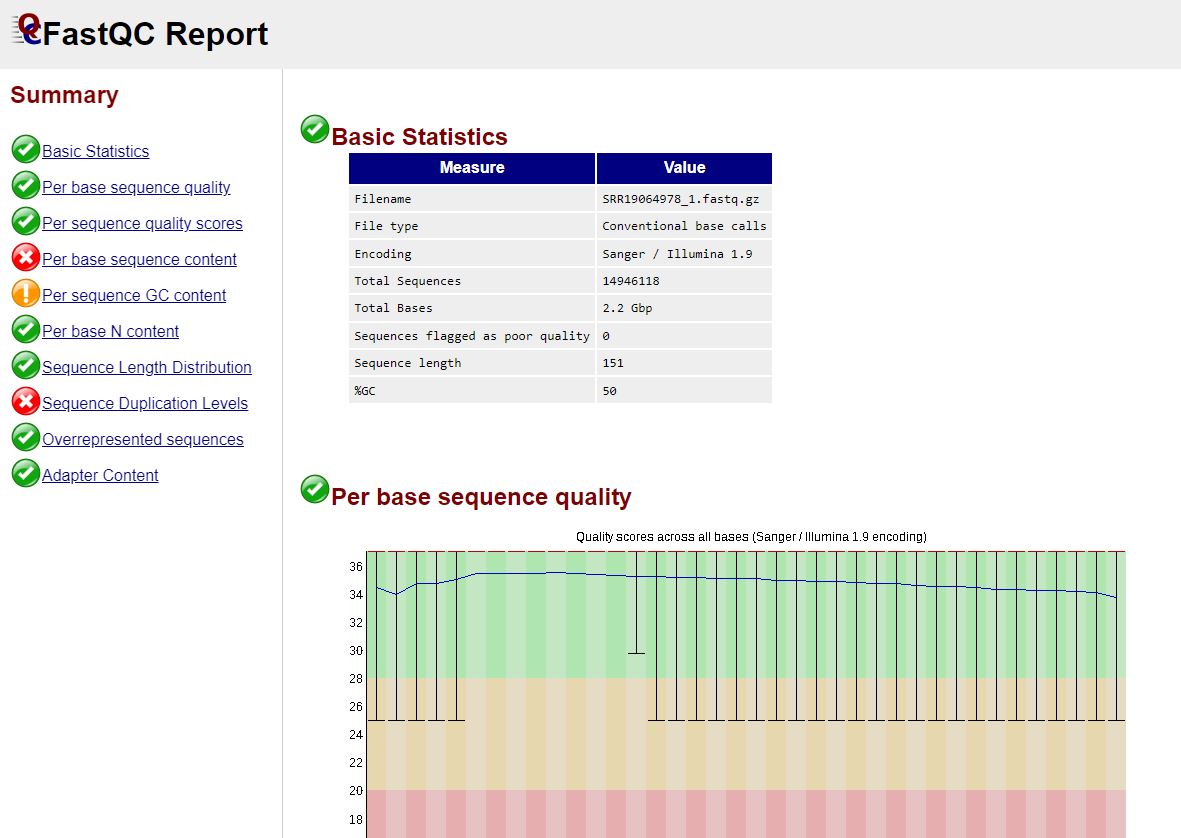 FastQC Report
Summary
Basic Statistics
Per base sequence quality
Per sequence quality scores
Per base sequence content
Per sequence GC content
Per base N content
Sequence Length Distribution
Sequence Duplication Levels
Overrepresented sequences
Adapter Content
Basic Statistics
Measure Value
Filename SRR19064978_1.fastq.gz
File type Conventional base calls
Encoding Sanger / Illumina 1.9
Total Sequences 14946118
Total Bases 2.2 Gbp
Sequences flagged as poor quality 0
Sequence length 151
%GC 50
Per base sequence quality
Quality scores across all bases (Sanger / Illumina 1.9 encoding)
36
34
32
30
28
26
24
22
20
18